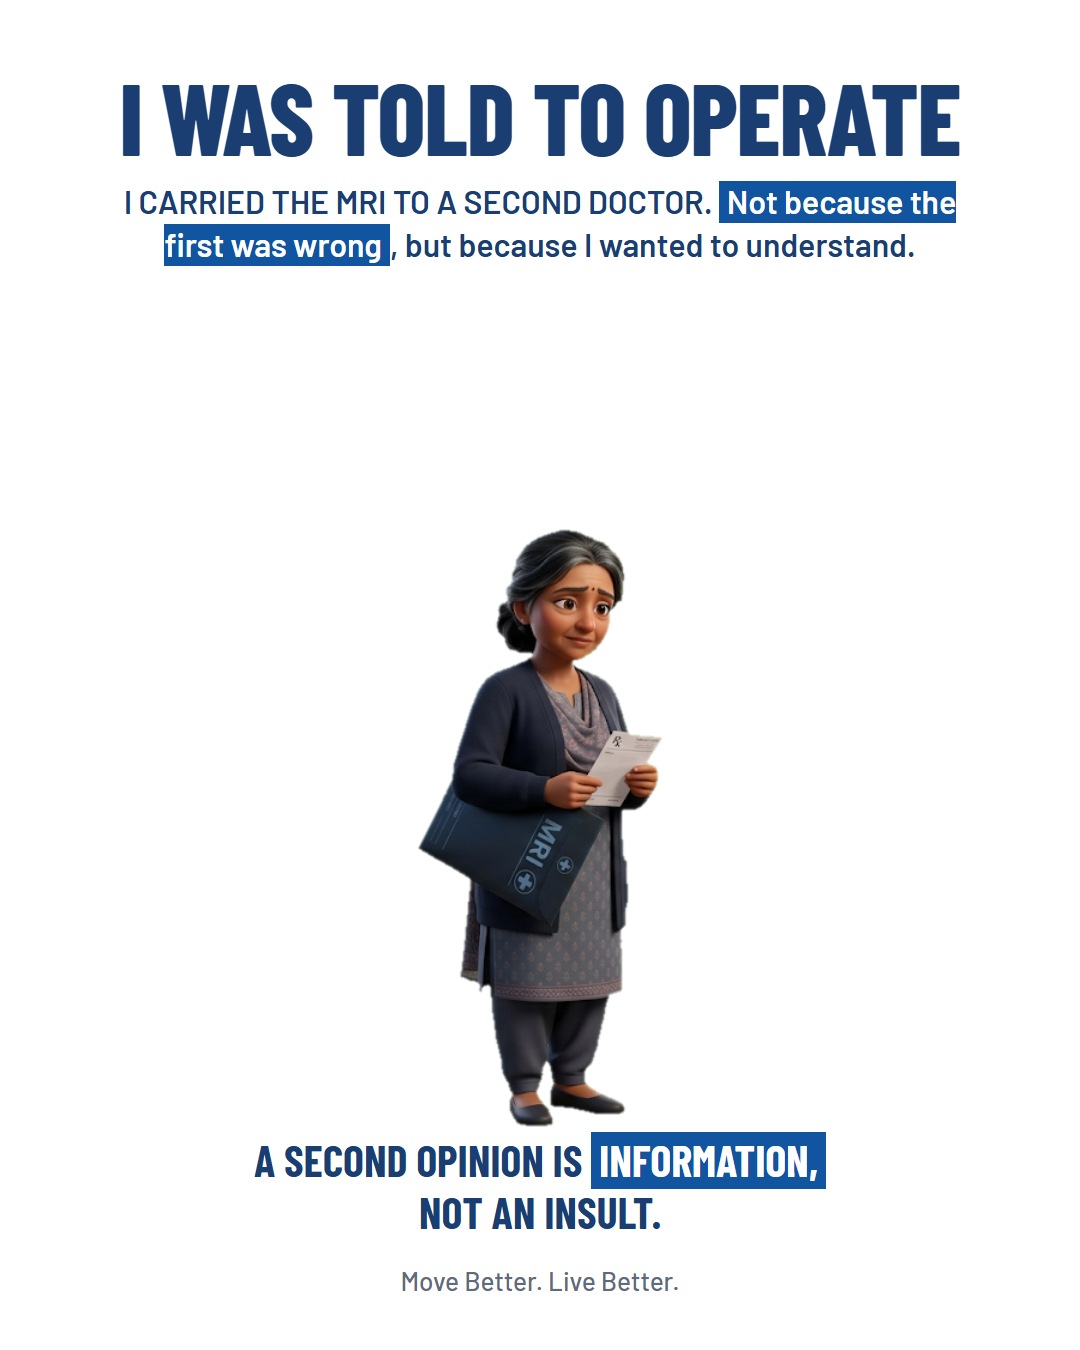 I WAS TOLD TO OPERATE
I CARRIED THE MRI TO A SECOND DOCTOR. Not because the
first was wrong , but because I wanted to understand.
Rx
MRI
A SECOND OPINION IS INFORMATION,
NOT AN INSULT.
Move Better. Live Better.